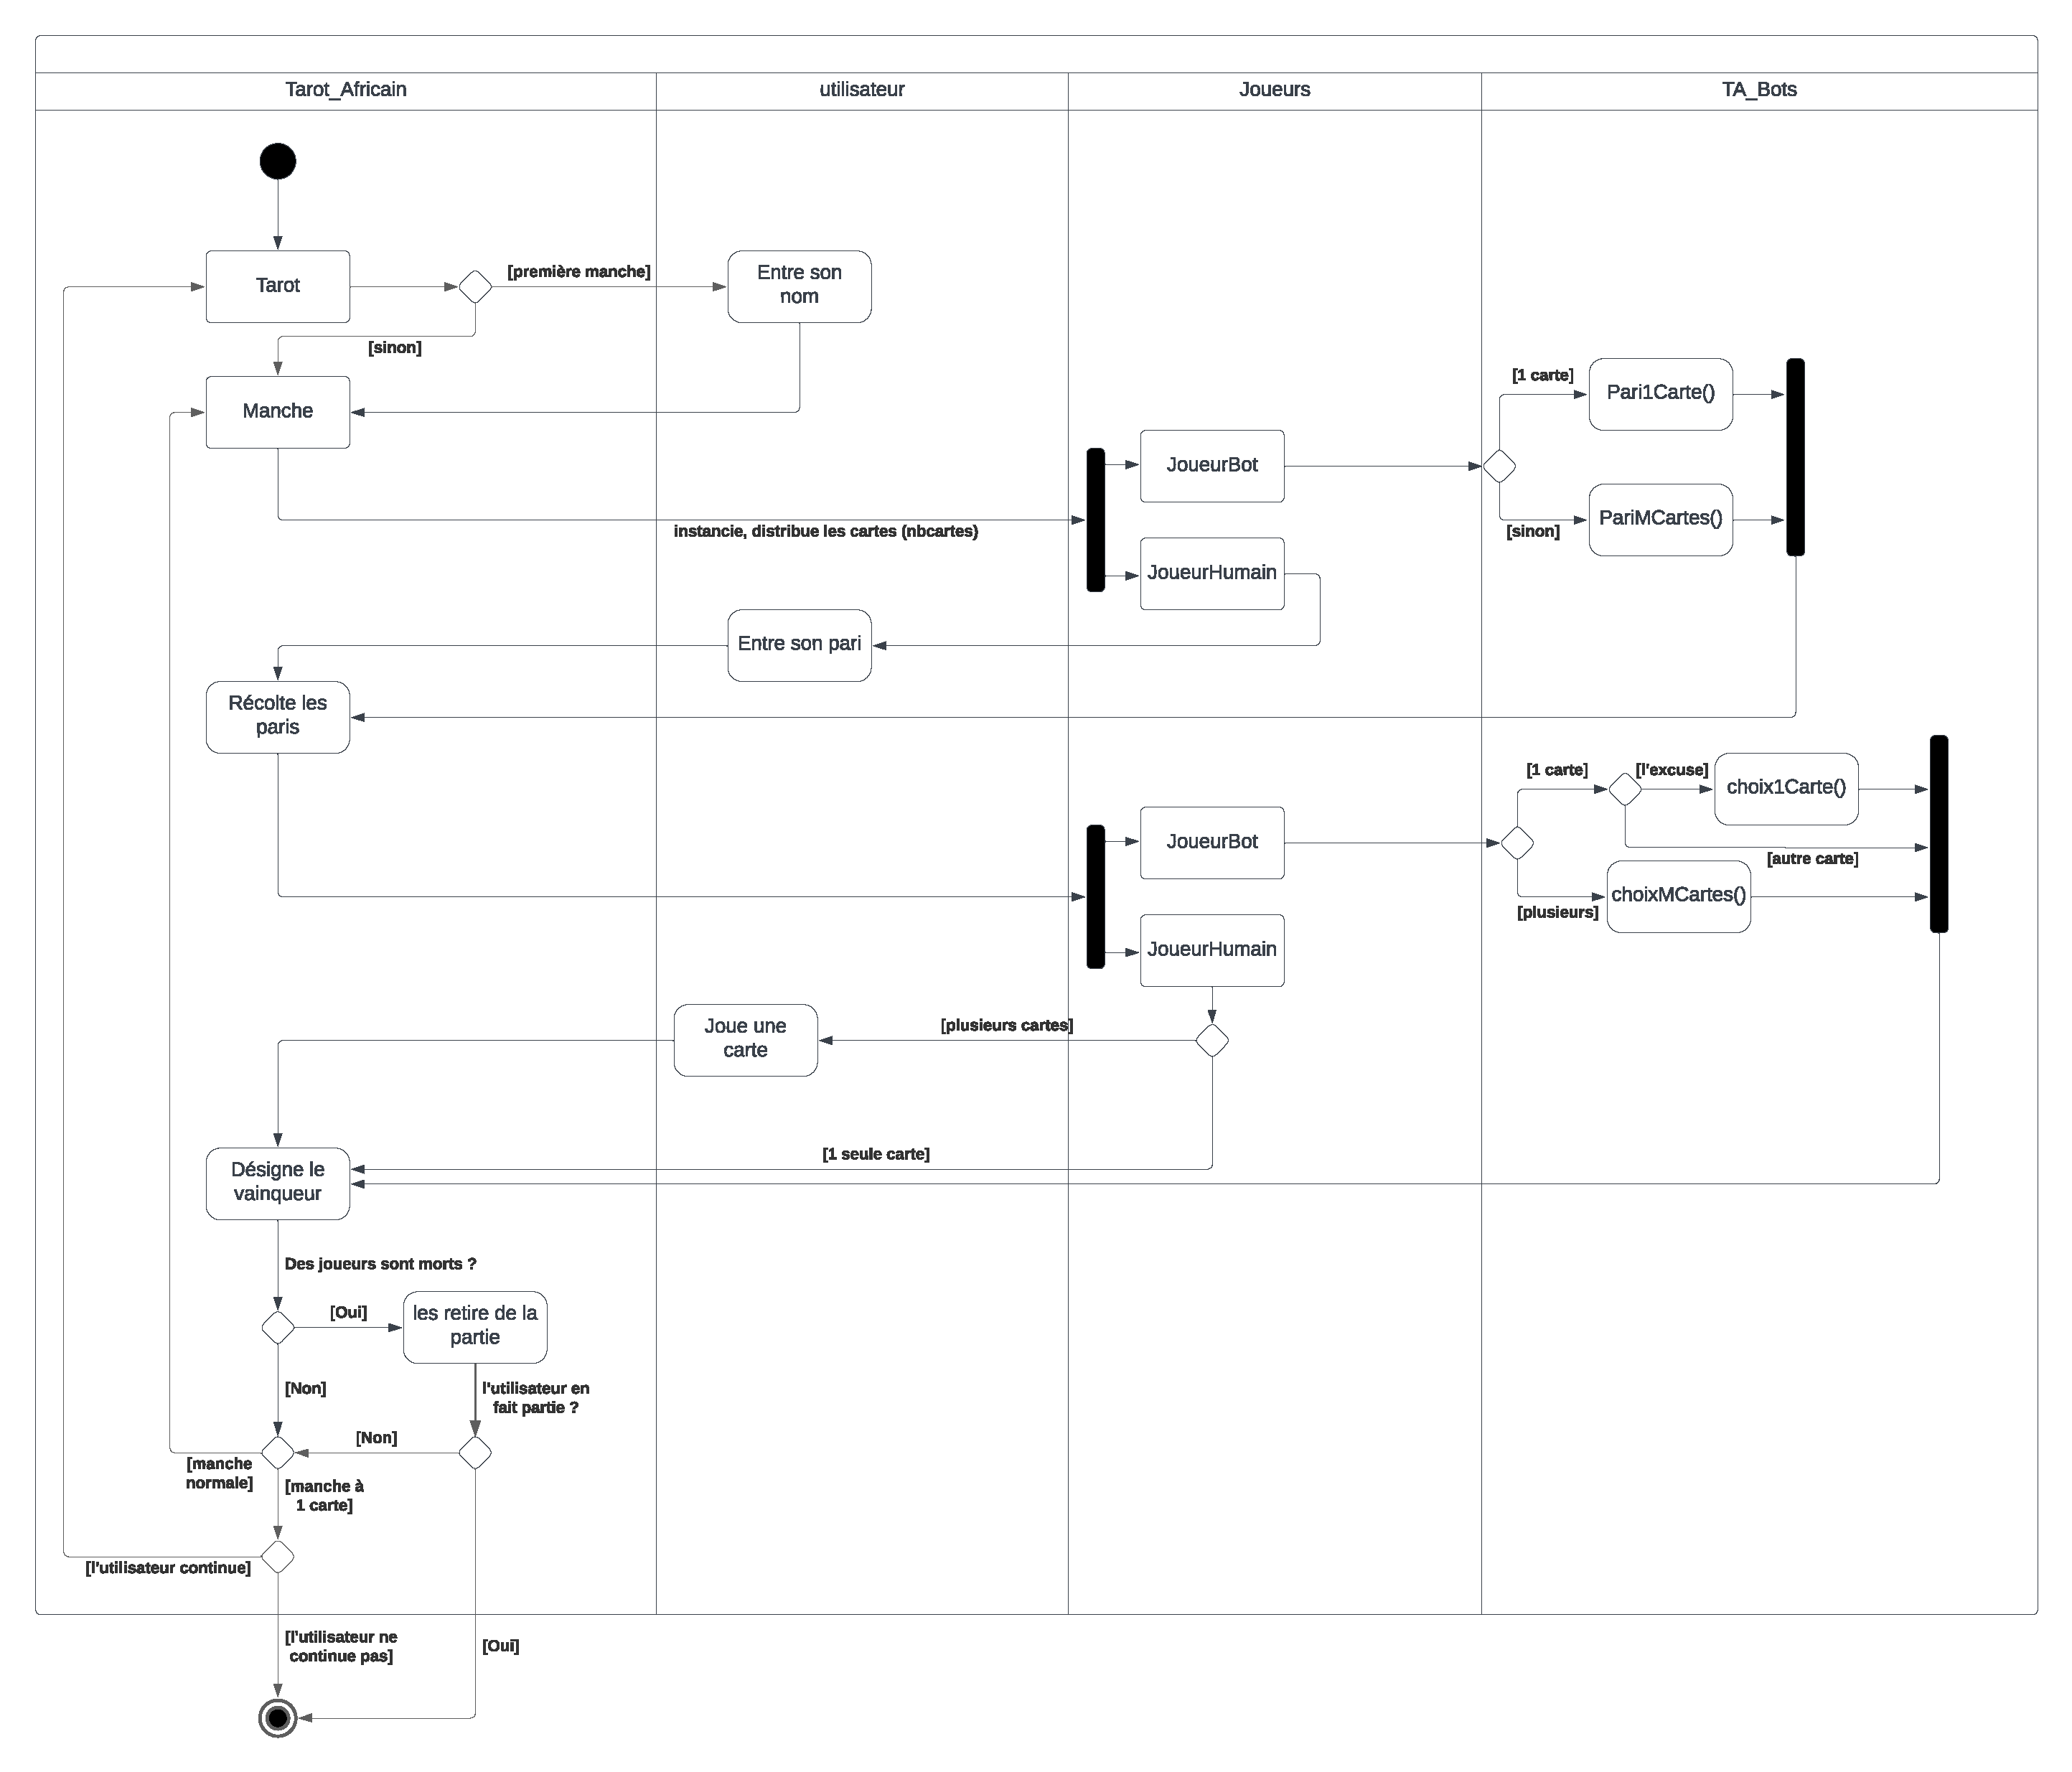 Tarot_Africain
utilisateur
Joueurs
TA_Bots
Tarot
[première manche]
Entre son
nom
[sinon]
Manche
[1 carte]
Pari1Carte()
JoueurBot
PariMCartes()
[sinon]
instancie, distribue les cartes (nbcartes)
JoueurHumain
Entre son pari
Récolte les
paris
[1 carte]
[l'excuse]
choix1Carte()
JoueurBot
[autre carte]
choixMCartes()
[plusieurs]
JoueurHumain
Joue une
carte
[plusieurs cartes]
[1 seule carte]
Désigne le
vainqueur
Des joueurs sont morts ?
[Oui]
les retire de la
partie
[Non]
l'utilisateur en
fait partie ?
[Non]
[manche
normale]
[manche à
1 carte]
[l'utilisateur continue]
[l'utilisateur ne
continue pas]
[Oui]